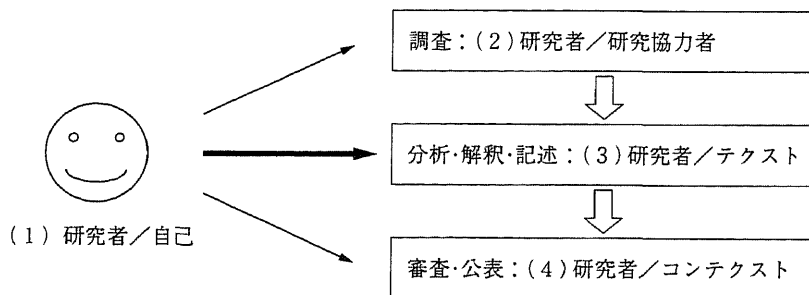 調査：(2)研究者／研究協力者
分析・解釈・記述：(3)研究者／テクスト
(1) 研究者／自己
審査・公表：(4)研究者／コンテクスト